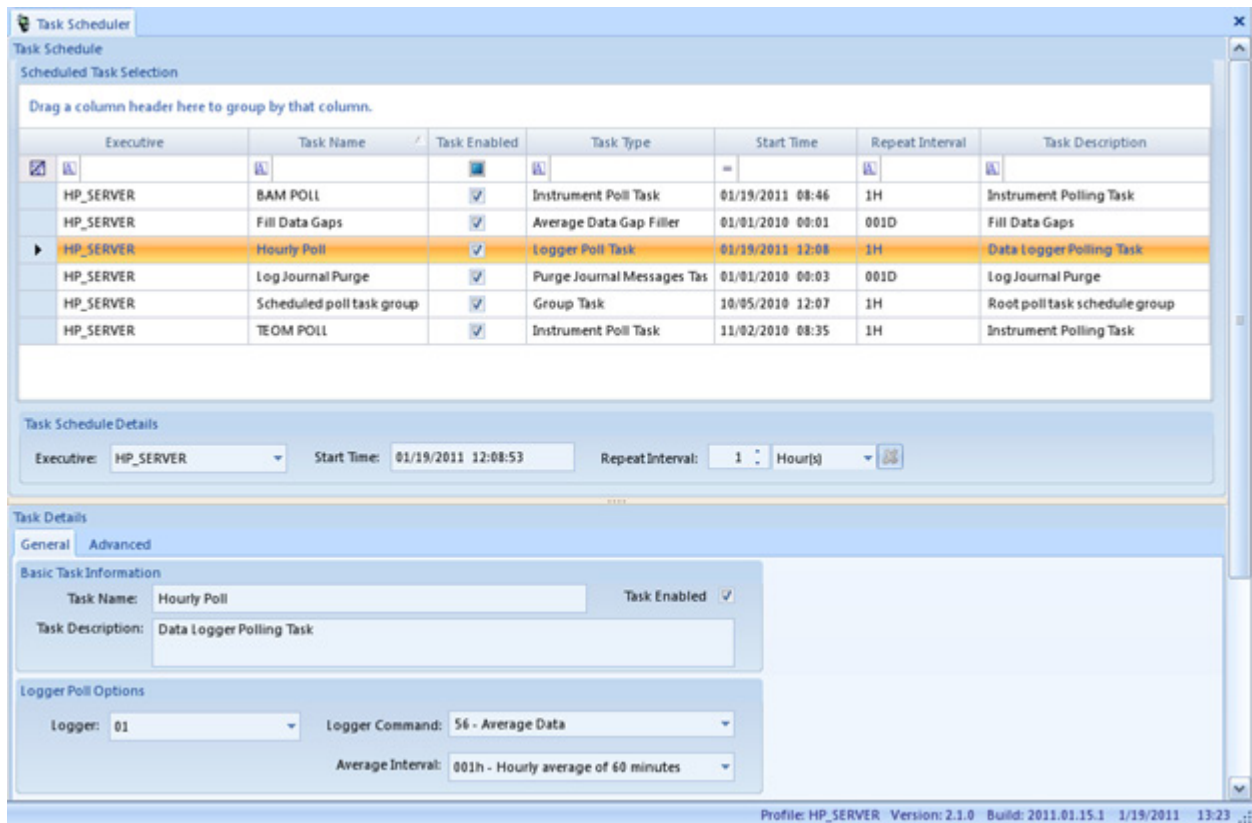 Task Scheduler
Task Schedule
Scheduled Task Selection
Drag a column header here to group by that column.
Executive Task Name Task Enabled Task Type Start Time Repeat Interval Task Description
HP_SERVER BAM POLL Instrument Poll Task 01/19/2011 08:46 1H Instrument Polling Task
HP_SERVER Fill Data Gaps Average Data Gap Filler 01/01/2010 00:01 001D Fill Data Gaps
HP_SERVER Hourly Poll Logger Poll Task 01/19/2011 12:08 1H Data Logger Polling Task
HP_SERVER Log Journal Purge Purge Journal Messages Tas 01/01/2010 00:03 001D Log Journal Purge
HP_SERVER Scheduled poll task group Group Task 10/05/2010 12:07 1H Root poll task schedule group
HP_SERVER TEOM POLL Instrument Poll Task 11/02/2010 08:35 1H Instrument Polling Task
Task Schedule Details
Executive: HP_SERVER Start Time: 01/19/2011 12:08:53 Repeat Interval: 1 Hour(s)
Task Details
General Advanced
Basic Task Information
Task Name: Hourly Poll Task Enabled
Task Description: Data Logger Polling Task
Logger Poll Options
Logger: 01 Logger Command: 56 - Average Data
Average Interval: 001h - Hourly average of 60 minutes
Profile: HP_SERVER Version: 2.1.0 Build: 2011.01.15.1 1/19/2011 13:23